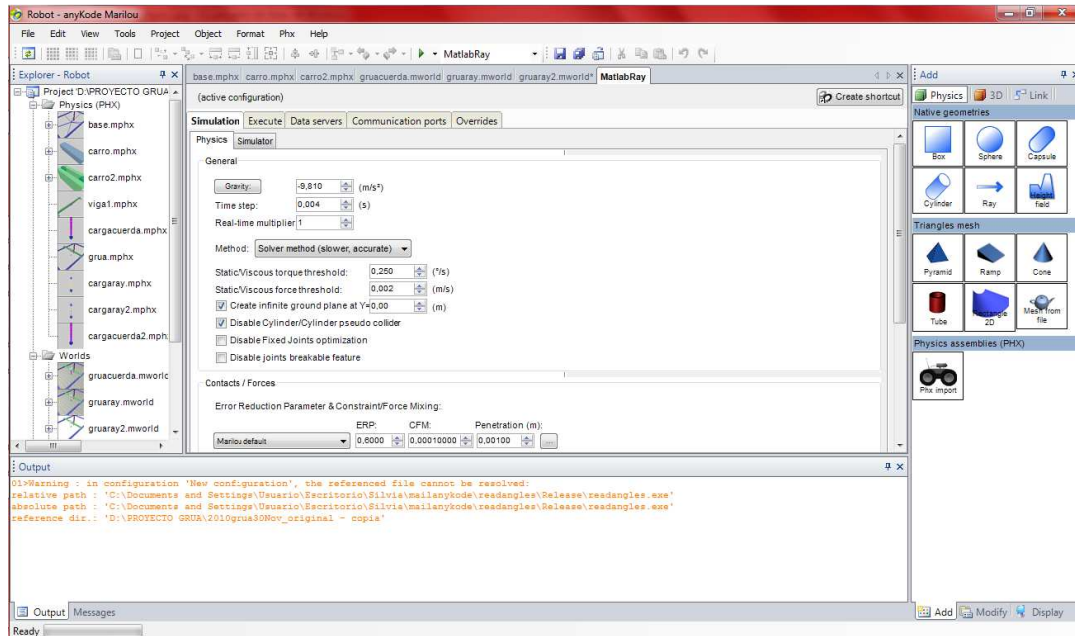 Robot - anyKode Marilou
File Edit View Tools Project Object Format Phx Help
MatlabRay
Explorer - Robot
Project 'D:\PROYECTO GRUA
Physics (PHX)
base.mphx
carro.mphx
carro2.mphx
viga1.mphx
cargacuerda.mphx
grua.mphx
cargaray.mphx
cargaray2.mphx
cargacuerda2.mph
Worlds
gruacuerda.mworld
gruaray.mworld
gruaray2.mworld
base.mphx carro.mphx carro2.mphx gruacuerda.mworld gruaray.mworld gruaray2.mworld* MatlabRay
(active configuration)
Create shortcut
Simulation Execute Data servers Communication ports Overrides
Physics Simulator
General
Gravity: -9,810 (m/s²)
Time step: 0,004 (s)
Real-time multiplier 1
Method: Solver method (slower, accurate)
Static/Viscous torque threshold: 0,250 (°/s)
Static/Viscous force threshold: 0,002 (m/s)
Create infinite ground plane at Y= 0,00 (m)
Disable Cylinder/Cylinder pseudo collider
Disable Fixed Joints optimization
Disable joints breakable feature
Contacts / Forces
Error Reduction Parameter & Constraint/Force Mixing:
ERP: CFM: Penetration (m):
Marilou default 0,6000 0,00010000 0,00100 ...
Add
Physics 3D Link
Native geometries
Box Sphere Capsule
Cylinder Ray Height field
Triangles mesh
Pyramid Ramp Cone
Tube Rectangle 2D Mesh from file
Physics assemblies (PHX)
Phx import
Output
01>Warning : in configuration 'New configuration', the referenced file cannot be resolved:
relative path : 'C:\Documents and Settings\Usuario\Escritorio\Silvia\mailanykode\readangles\Release\readangles.exe'
absolute path : 'C:\Documents and Settings\Usuario\Escritorio\Silvia\mailanykode\readangles\Release\readangles.exe'
reference dir.: 'D:\PROYECTO GRUA\2010grua30Nov_original - copia'
Output Messages
Add Modify Display
Ready